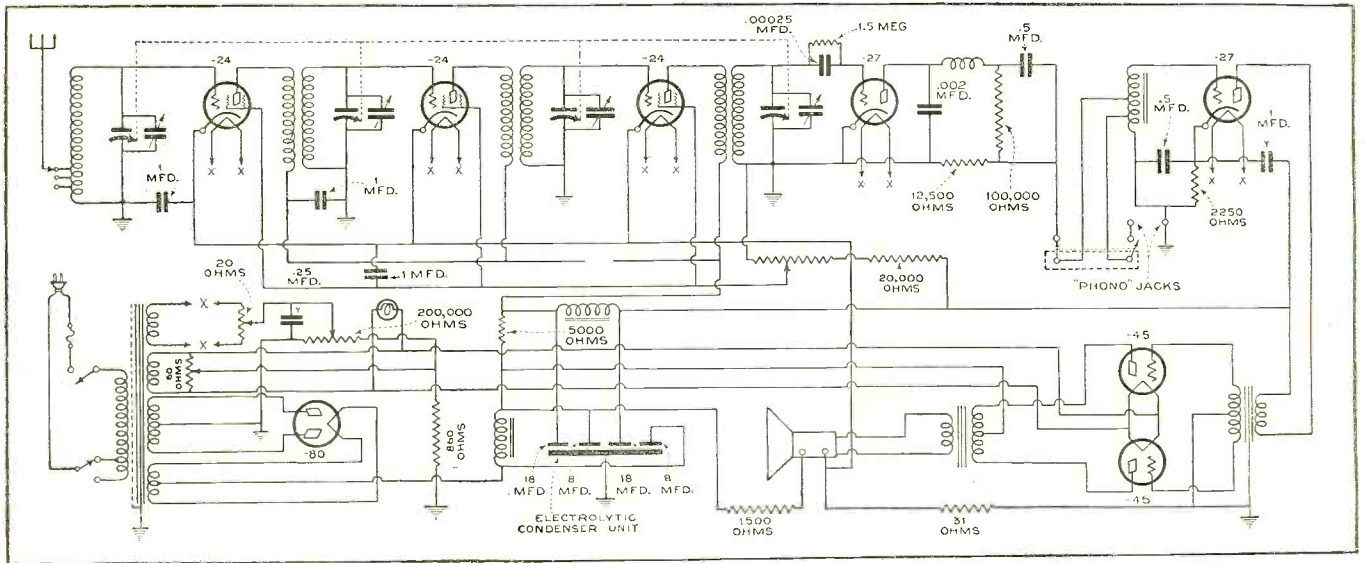 .00025
MFD.
1.5 MEG
.5
MFD.
-24
-24
-24
-27
-27
.002
MFD.
.5
MFD.
1
MFD.
1
MFD.
1
MFD.
12,500
OHMS
100,000
OHMS
2250
OHMS
20
OHMS
.25
MFD.
.1 MFD.
20,000
OHMS
"PHONO" JACKS
X
X
X
X
X
X
X
X
X
X
X
X
200,000
OHMS
5000
OHMS
60
OHMS
-45
860
OHMS
-80
18
MFD.
8
MFD.
18
MFD.
8
MFD.
ELECTROLYTIC
CONDENSER UNIT
1500
OHMS
31
OHMS
-45